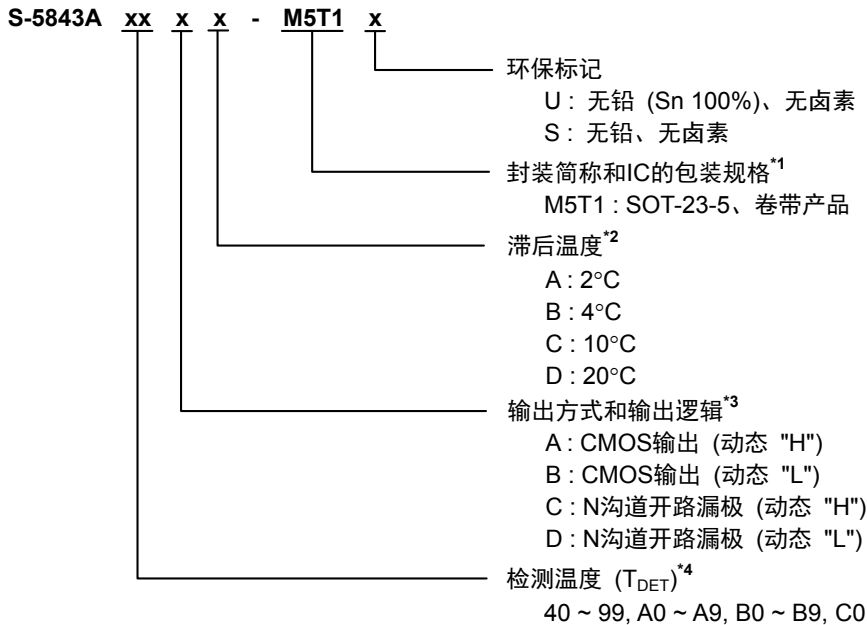 S-5843A xx x x - M5T1 x
环保标记
U : 无铅 (Sn 100%)、无卤素
S : 无铅、无卤素
封装简称和IC的包装规格*1
M5T1 : SOT-23-5、卷带产品
滞后温度*2
A : 2°C
B : 4°C
C : 10°C
D : 20°C
输出方式和输出逻辑*3
A : CMOS输出 (动态 "H")
B : CMOS输出 (动态 "L")
C : N沟道开路漏极 (动态 "H")
D : N沟道开路漏极 (动态 "L")
检测温度 (TDET)*4
40 ~ 99, A0 ~ A9, B0 ~ B9, C0